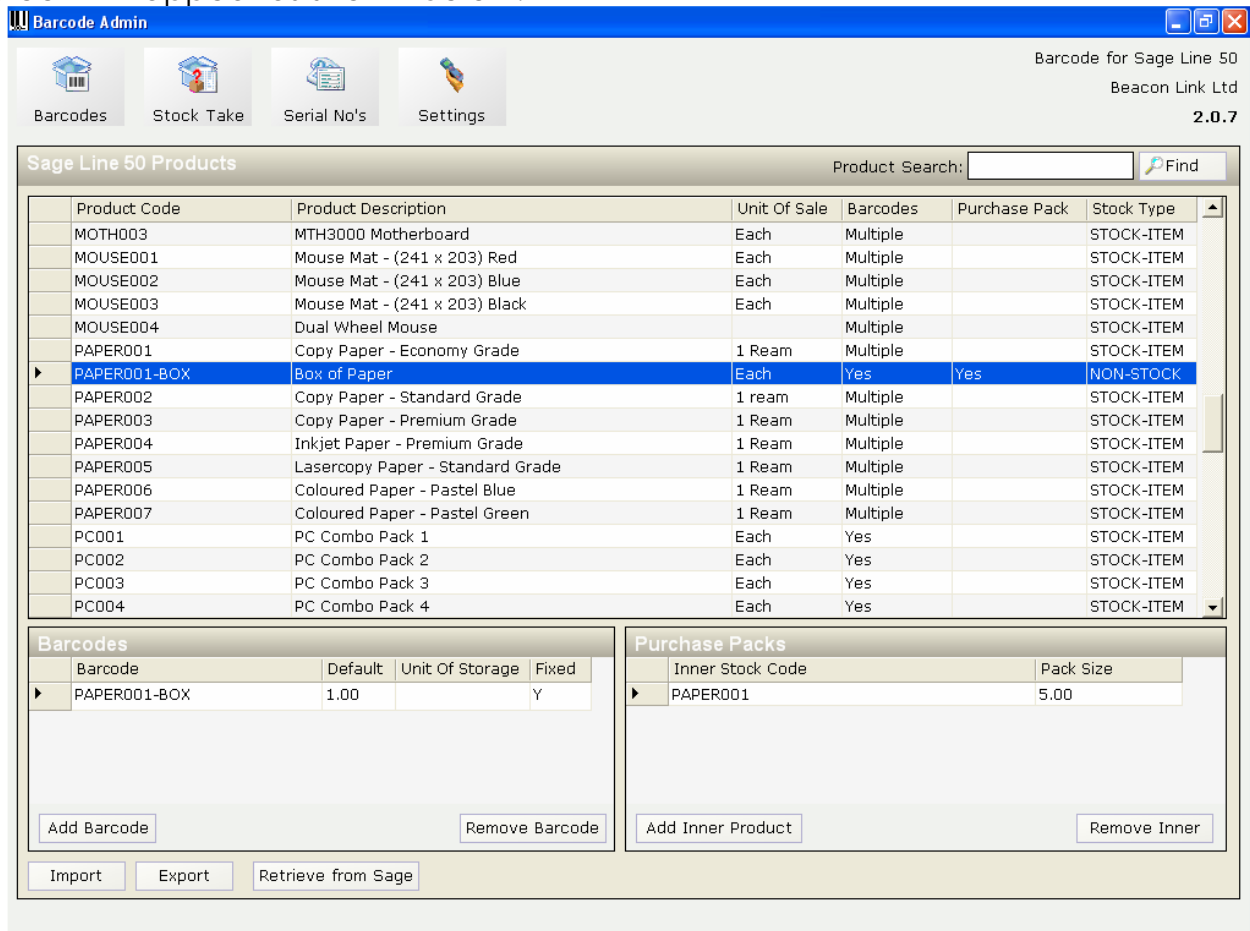 Barcode Admin
Barcodes Stock Take Serial No's Settings
Barcode for Sage Line 50
Beacon Link Ltd
2.0.7
Sage Line 50 Products Product Search: Find
Product Code Product Description Unit Of Sale Barcodes Purchase Pack Stock Type
MOTH003 MTH3000 Motherboard Each Multiple STOCK-ITEM
MOUSE001 Mouse Mat - (241 x 203) Red Each Multiple STOCK-ITEM
MOUSE002 Mouse Mat - (241 x 203) Blue Each Multiple STOCK-ITEM
MOUSE003 Mouse Mat - (241 x 203) Black Each Multiple STOCK-ITEM
MOUSE004 Dual Wheel Mouse Multiple STOCK-ITEM
PAPER001 Copy Paper - Economy Grade 1 Ream Multiple STOCK-ITEM
PAPER001-BOX Box of Paper Each Yes Yes NON-STOCK
PAPER002 Copy Paper - Standard Grade 1 ream Multiple STOCK-ITEM
PAPER003 Copy Paper - Premium Grade 1 Ream Multiple STOCK-ITEM
PAPER004 Inkjet Paper - Premium Grade 1 Ream Multiple STOCK-ITEM
PAPER005 Lasercopy Paper - Standard Grade 1 Ream Multiple STOCK-ITEM
PAPER006 Coloured Paper - Pastel Blue 1 Ream Multiple STOCK-ITEM
PAPER007 Coloured Paper - Pastel Green 1 Ream Multiple STOCK-ITEM
PC001 PC Combo Pack 1 Each Yes STOCK-ITEM
PC002 PC Combo Pack 2 Each Yes STOCK-ITEM
PC003 PC Combo Pack 3 Each Yes STOCK-ITEM
PC004 PC Combo Pack 4 Each Yes STOCK-ITEM
Barcodes
Barcode Default Unit Of Storage Fixed
PAPER001-BOX 1.00 Y
Add Barcode Remove Barcode
Purchase Packs
Inner Stock Code Pack Size
PAPER001 5.00
Add Inner Product Remove Inner
Import Export Retrieve from Sage